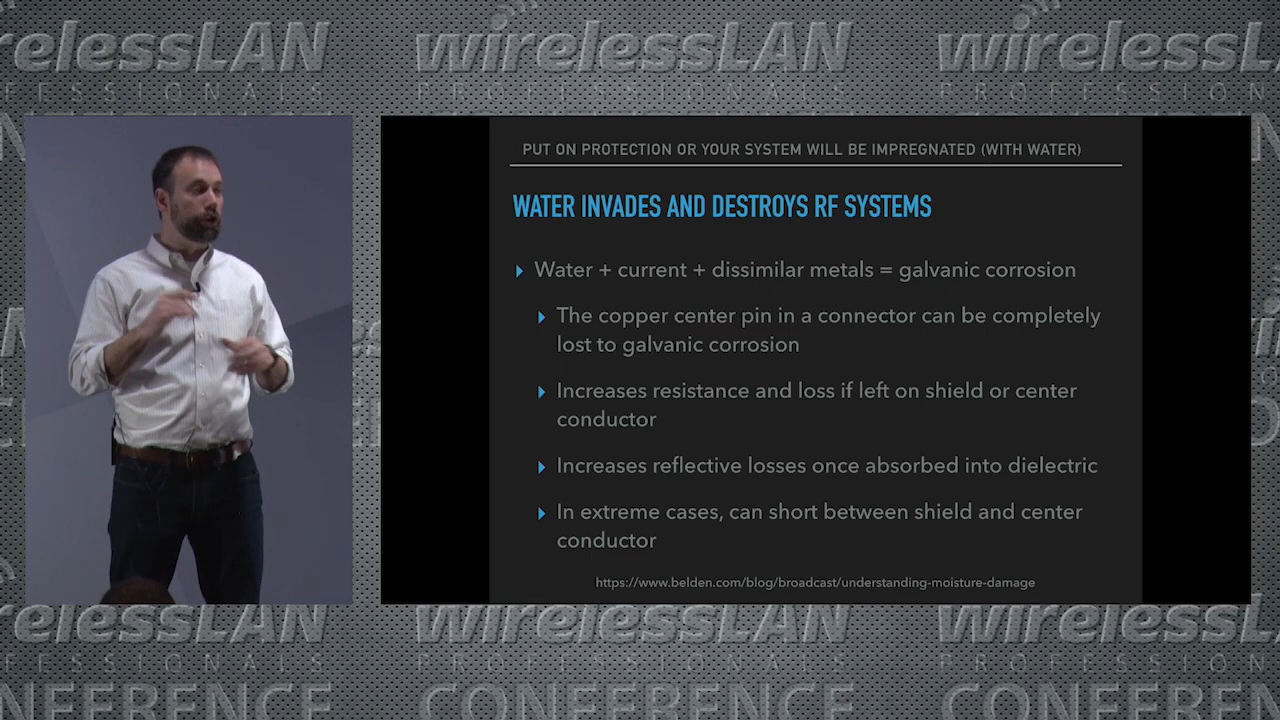 wirelessLAN
PROFESSIONALS
PUT ON PROTECTION OR YOUR SYSTEM WILL BE IMPREGNATED (WITH WATER)
WATER INVADES AND DESTROYS RF SYSTEMS
Water + current + dissimilar metals = galvanic corrosion
The copper center pin in a connector can be completely
lost to galvanic corrosion
Increases resistance and loss if left on shield or center
conductor
Increases reflective losses once absorbed into dielectric
In extreme cases, can short between shield and center
conductor
https://www.belden.com/blog/broadcast/understanding-moisture-damage
wirelessLAN
PROFESSIONALS
CONFERENCE